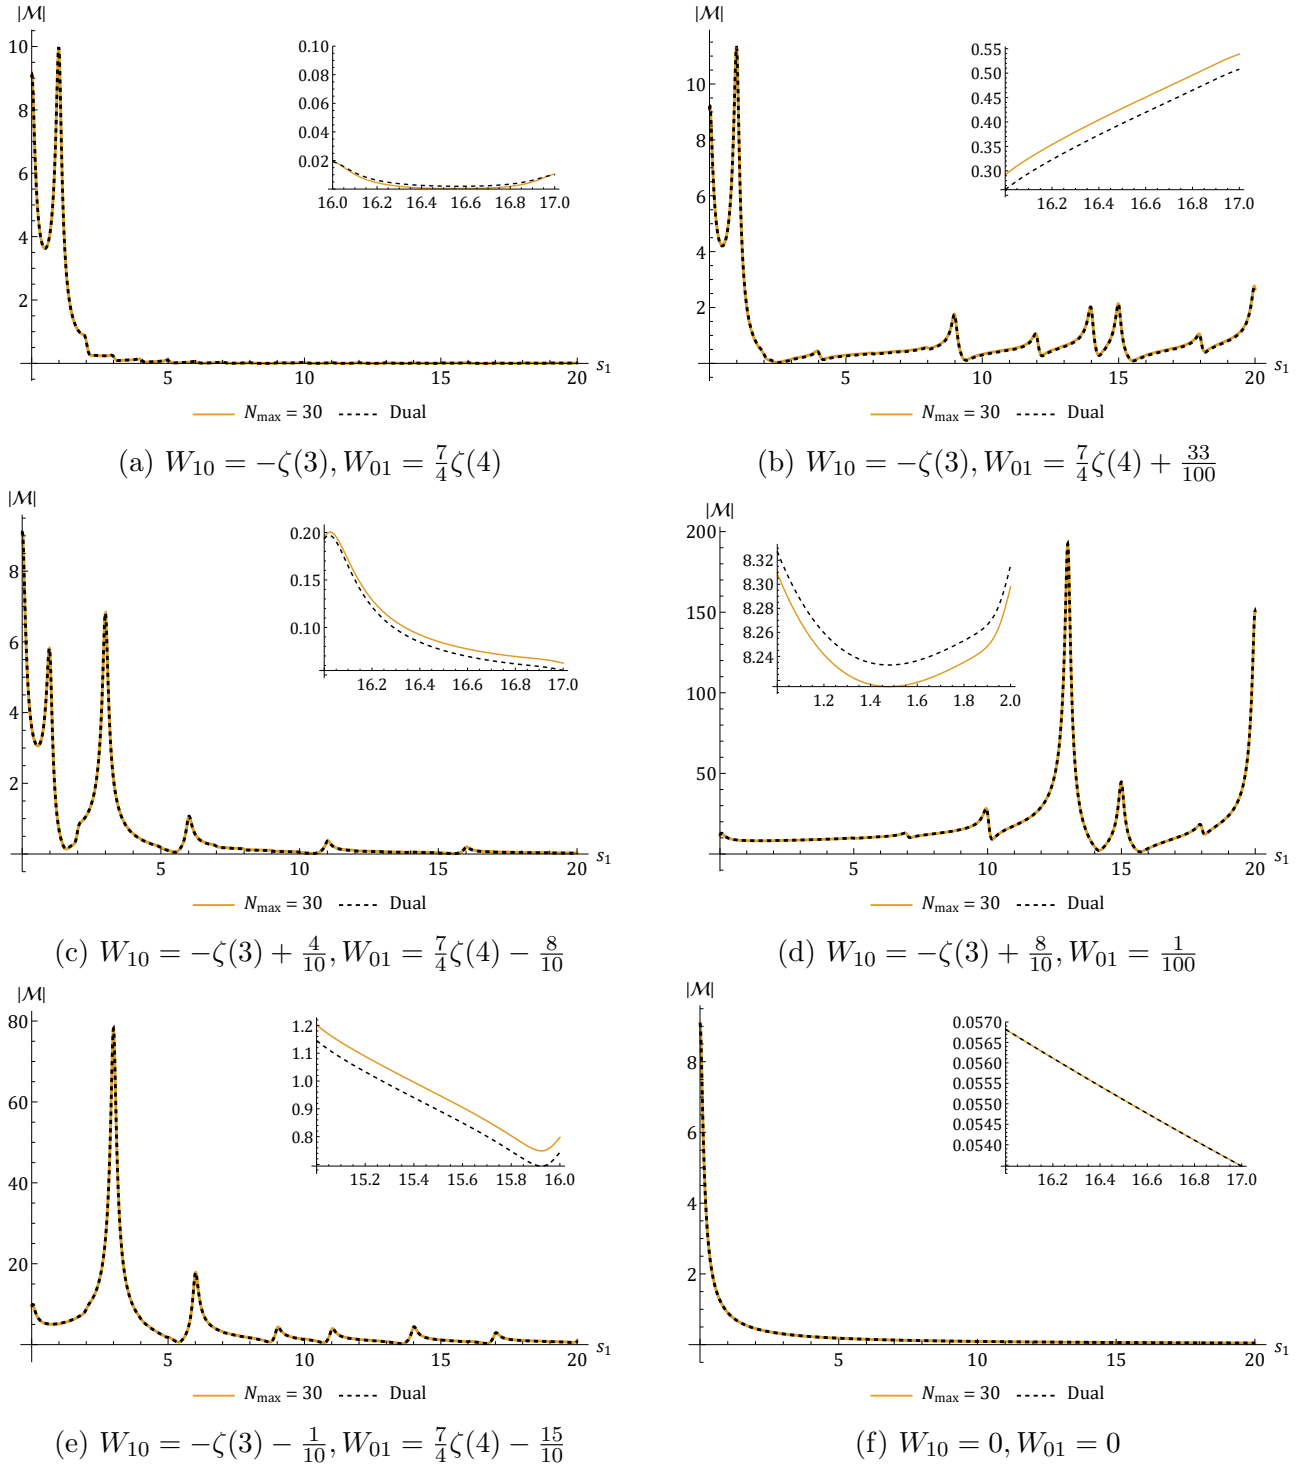 |M|
10
8
6
4
2
0.10
0.08
0.06
0.04
0.02
16.0 16.2 16.4 16.6 16.8 17.0
5 10 15 20 s₁
N_max = 30 Dual
(a) W₁₀ = −ζ(3), W₀₁ = 7/4 ζ(4)
|M|
10
8
6
4
2
0.55
0.50
0.45
0.40
0.35
0.30
16.2 16.4 16.6 16.8 17.0
5 10 15 20 s₁
N_max = 30 Dual
(b) W₁₀ = −ζ(3), W₀₁ = 7/4 ζ(4) + 33/100
|M|
8
6
4
2
0.20
0.15
0.10
16.2 16.4 16.6 16.8 17.0
5 10 15 20 s₁
N_max = 30 Dual
(c) W₁₀ = −ζ(3) + 4/10, W₀₁ = 7/4 ζ(4) − 8/10
|M|
200
150
100
50
8.32
8.30
8.28
8.26
8.24
1.2 1.4 1.6 1.8 2.0
5 10 15 20 s₁
N_max = 30 Dual
(d) W₁₀ = −ζ(3) + 8/10, W₀₁ = 1/100
|M|
80
60
40
20
1.2
1.1
1.0
0.9
0.8
15.2 15.4 15.6 15.8 16.0
5 10 15 20 s₁
N_max = 30 Dual
(e) W₁₀ = −ζ(3) − 1/10, W₀₁ = 7/4 ζ(4) − 15/10
|M|
8
6
4
2
0.0570
0.0565
0.0560
0.0555
0.0550
0.0545
0.0540
16.2 16.4 16.6 16.8 17.0
5 10 15 20 s₁
N_max = 30 Dual
(f) W₁₀ = 0, W₀₁ = 0